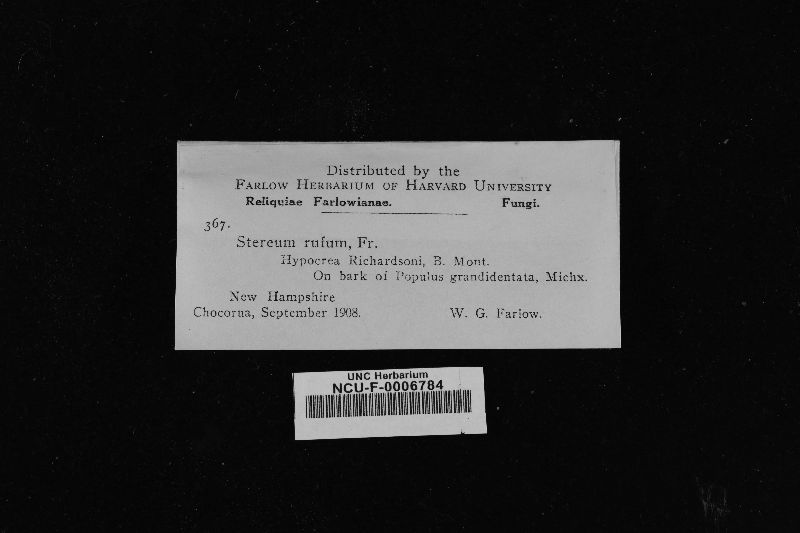 Distributed by the
FARLOW HERBARIUM OF HARVARD UNIVERSITY
Reliquiae Farlowianae. Fungi.
367.
Stereum rufum, Fr.
Hypocrea Richardsoni, B. Mont.
On bark of Populus grandidentata, Michx.
New Hampshire
Chocorua, September 1908. W. G. Farlow.
UNC Herbarium
NCU-F-0006784